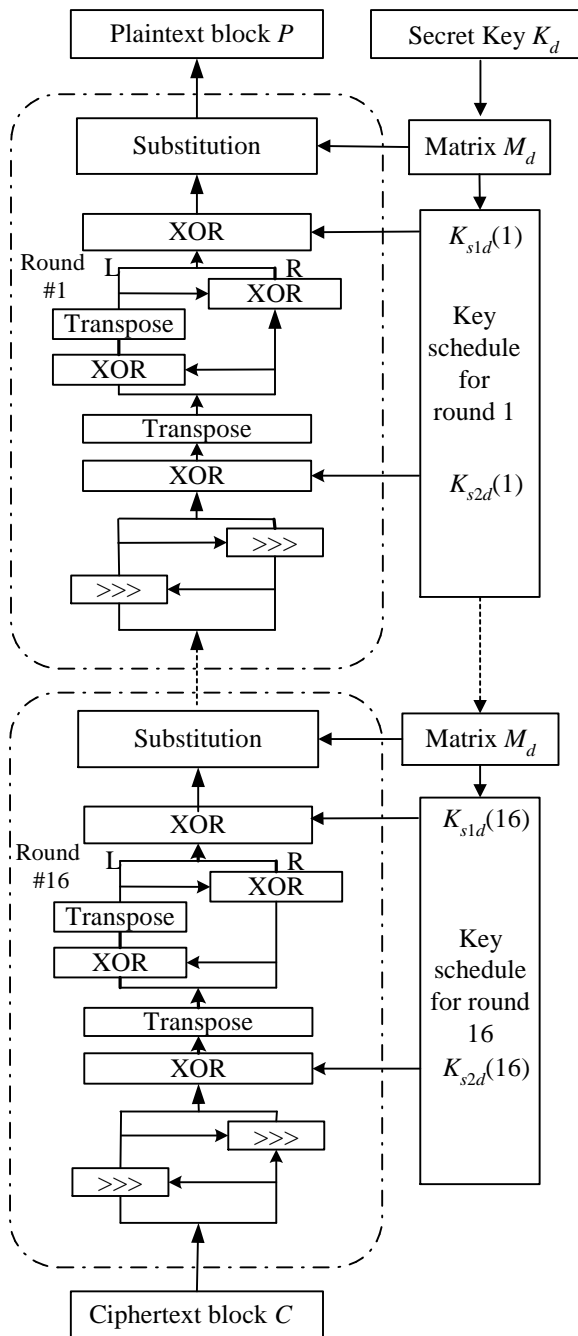 Plaintext block P
Secret Key K_d
Substitution
Matrix M_d
XOR
K_s1d(1)
Round
#1
L
R
XOR
Transpose
XOR
Key
schedule
for
round 1
Transpose
XOR
K_s2d(1)
>>>
>>>
Substitution
Matrix M_d
XOR
K_s1d(16)
Round
#16
L
R
XOR
Transpose
XOR
Key
schedule
for round
16
Transpose
XOR
K_s2d(16)
>>>
>>>
Ciphertext block C